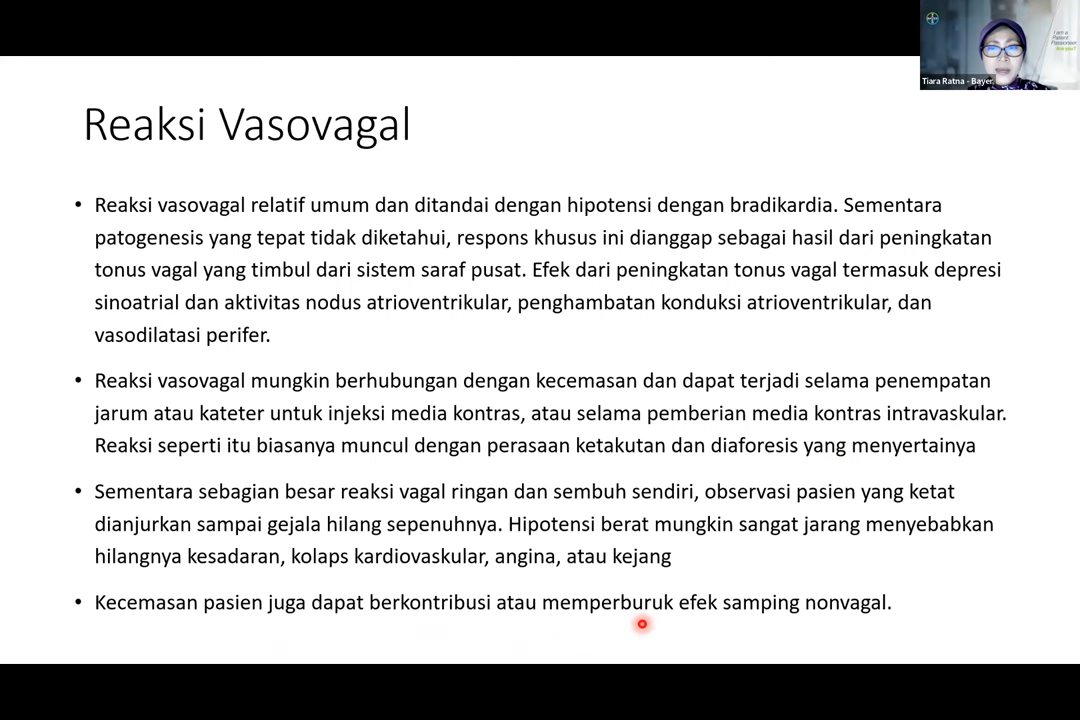 I am a
Patient
Passioneer
Are you?
Tiara Ratna - Bayer
Reaksi Vasovagal
• Reaksi vasovagal relatif umum dan ditandai dengan hipotensi dengan bradikardia. Sementara
patogenesis yang tepat tidak diketahui, respons khusus ini dianggap sebagai hasil dari peningkatan
tonus vagal yang timbul dari sistem saraf pusat. Efek dari peningkatan tonus vagal termasuk depresi
sinoatrial dan aktivitas nodus atrioventrikular, penghambatan konduksi atrioventrikular, dan
vasodilatasi perifer.
• Reaksi vasovagal mungkin berhubungan dengan kecemasan dan dapat terjadi selama penempatan
jarum atau kateter untuk injeksi media kontras, atau selama pemberian media kontras intravaskular.
Reaksi seperti itu biasanya muncul dengan perasaan ketakutan dan diaforesis yang menyertainya
• Sementara sebagian besar reaksi vagal ringan dan sembuh sendiri, observasi pasien yang ketat
dianjurkan sampai gejala hilang sepenuhnya. Hipotensi berat mungkin sangat jarang menyebabkan
hilangnya kesadaran, kolaps kardiovaskular, angina, atau kejang
• Kecemasan pasien juga dapat berkontribusi atau memperburuk efek samping nonvagal.